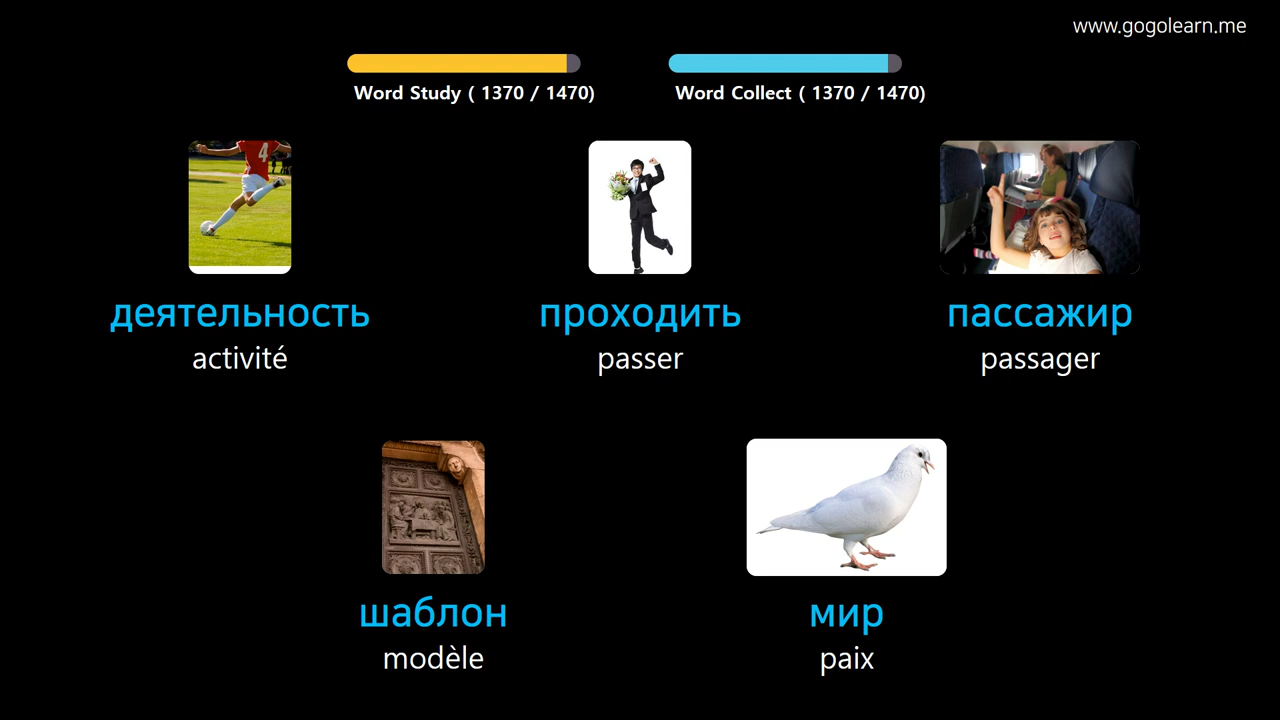 www.gogolearn.me
Word Study ( 1370 / 1470)
Word Collect ( 1370 / 1470)
4
деятельность
activité
проходить
passer
пассажир
passager
шаблон
modèle
мир
paix